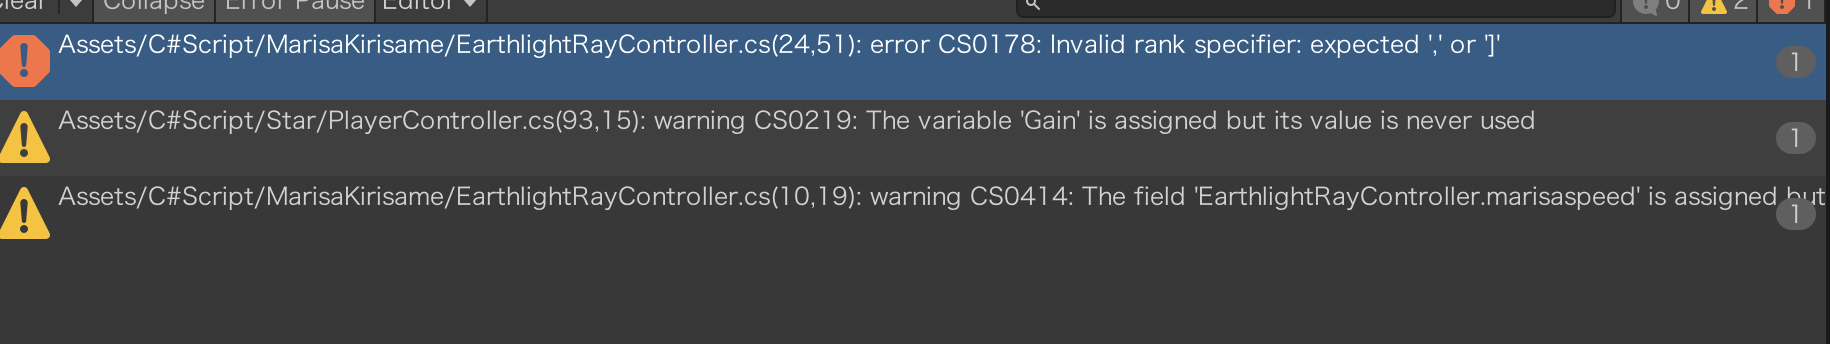 Clear Collapse Error Pause Editor 0 2 1
Assets/C#Script/MarisaKirisame/EarthlightRayController.cs(24,51): error CS0178: Invalid rank specifier: expected ',' or ']'
1
Assets/C#Script/Star/PlayerController.cs(93,15): warning CS0219: The variable 'Gain' is assigned but its value is never used
1
Assets/C#Script/MarisaKirisame/EarthlightRayController.cs(10,19): warning CS0414: The field 'EarthlightRayController.marisaspeed' is assigned but
1